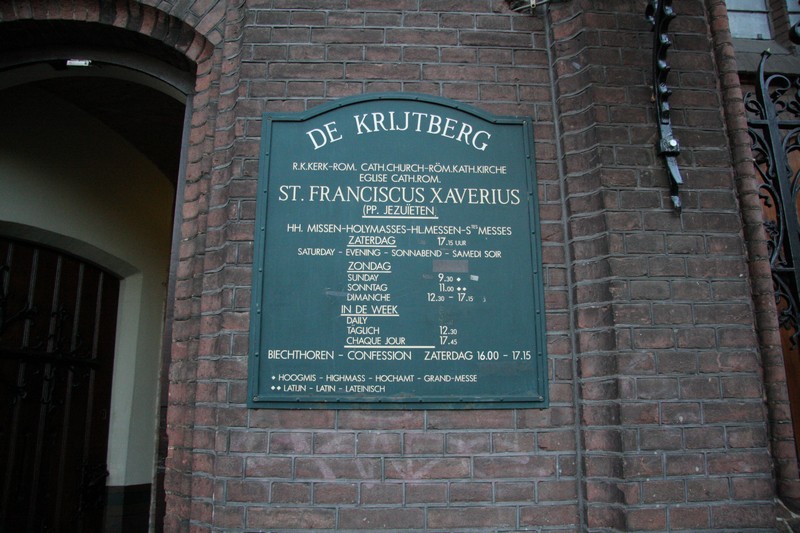 DE KRIJTBERG
R.K.KERK-ROM. CATH.CHURCH-RÖM.KATH.KIRCHE
EGLISE CATH.ROM.
ST. FRANCISCUS XAVERIUS
(PP. JEZUÏETEN)
HH. MISSEN-HOLYMASSES-HL.MESSEN-STES MESSES
ZATERDAG 17.15 UUR
SATURDAY - EVENING - SONNABEND - SAMEDI SOIR
ZONDAG
SUNDAY 9.30 ⬥
SONNTAG 11.00 ⬥⬥
DIMANCHE 12.30 - 17.15
IN DE WEEK
DAILY
TÄGLICH 12.30
CHAQUE JOUR 17.45
BIECHTHOREN - CONFESSION ZATERDAG 16.00 - 17.15
⬥ HOOGMIS - HIGHMASS - HOCHAMT - GRAND-MESSE
⬥⬥ LATIJN - LATIN - LATEINISCH